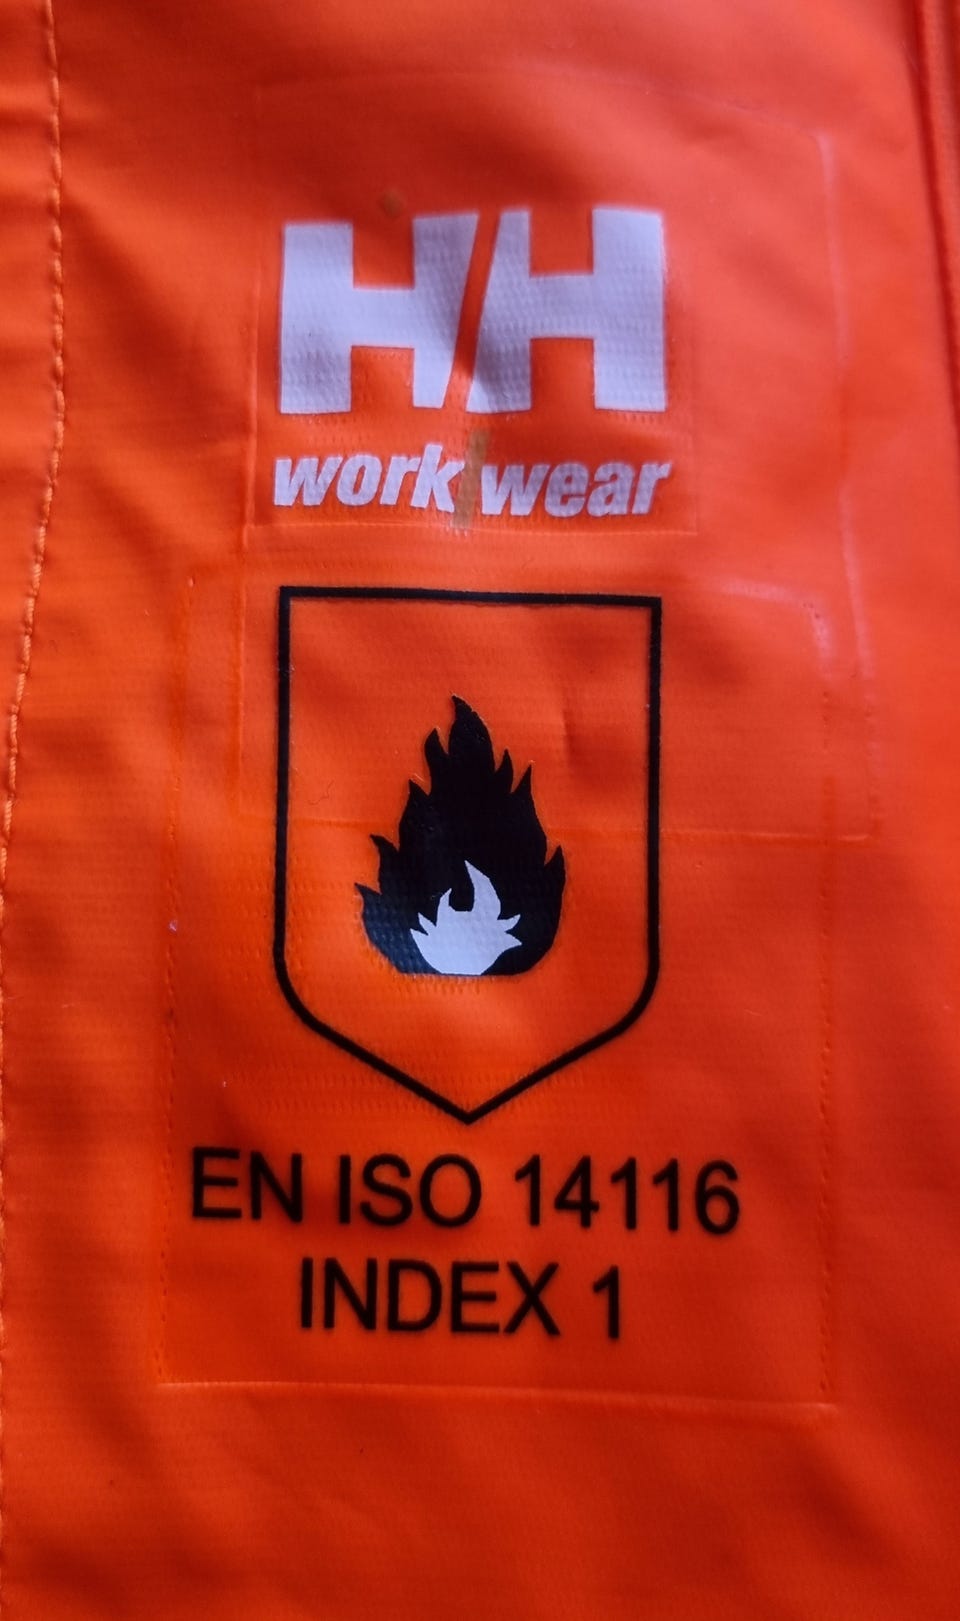 HH
work/wear
EN ISO 14116
INDEX 1